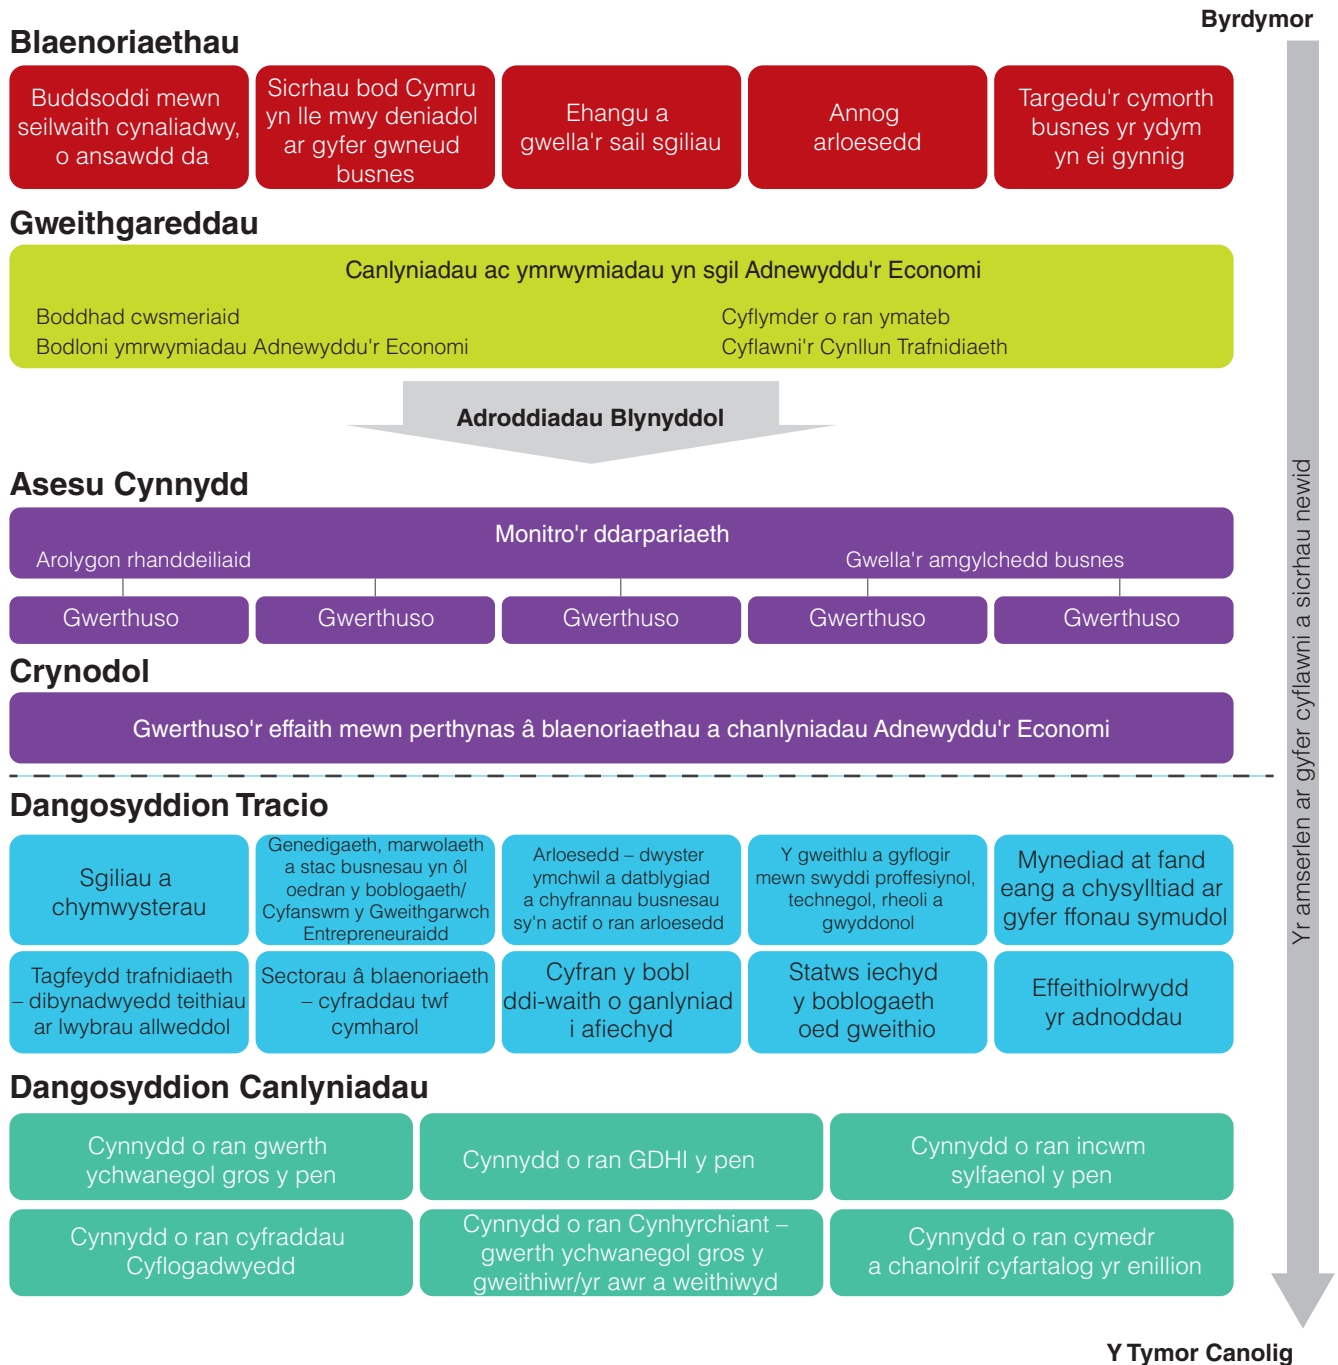 Byrdymor
Blaenoriaethau
Buddsoddi mewn
seilwaith cynaliadwy,
o ansawdd da
Sicrhau bod Cymru
yn lle mwy deniadol
ar gyfer gwneud
busnes
Ehangu a
gwella'r sail sgiliau
Annog
arloesedd
Targedu'r cymorth
busnes yr ydym
yn ei gynnig
Gweithgareddau
Canlyniadau ac ymrwymiadau yn sgil Adnewyddu'r Economi
Boddhad cwsmeriaid
Bodloni ymrwymiadau Adnewyddu'r Economi
Cyflymder o ran ymateb
Cyflawni'r Cynllun Trafnidiaeth
Adroddiadau Blynyddol
Asesu Cynnydd
Monitro'r ddarpariaeth
Arolygon rhanddeiliaid
Gwella'r amgylchedd busnes
Gwerthuso
Gwerthuso
Gwerthuso
Gwerthuso
Gwerthuso
Crynodol
Gwerthuso'r effaith mewn perthynas â blaenoriaethau a chanlyniadau Adnewyddu'r Economi
Dangosyddion Tracio
Sgiliau a
chymwysterau
Genedigaeth, marwolaeth
a stac busnesau yn ôl
oedran y boblogaeth/
Cyfanswm y Gweithgarwch
Entrepreneuraidd
Arloesedd – dwyster
ymchwil a datblygiad
a chyfrannau busnesau
sy'n actif o ran arloesedd
Y gweithlu a gyflogir
mewn swyddi proffesiynol,
technegol, rheoli a
gwyddonol
Mynediad at fand
eang a chysylltiad ar
gyfer ffonau symudol
Tagfeydd trafnidiaeth
– dibynadwyedd teithiau
ar lwybrau allweddol
Sectorau â blaenoriaeth
– cyfraddau twf
cymharol
Cyfran y bobl
ddi-waith o ganlyniad
i afiechyd
Statws iechyd
y boblogaeth
oed gweithio
Effeithiolrwydd
yr adnoddau
Dangosyddion Canlyniadau
Cynnydd o ran gwerth
ychwanegol gros y pen
Cynnydd o ran GDHI y pen
Cynnydd o ran incwm
sylfaenol y pen
Cynnydd o ran cyfraddau
Cyflogadwyedd
Cynnydd o ran Cynhyrchiant –
gwerth ychwanegol gros y
gweithiwr/yr awr a weithiwyd
Cynnydd o ran cymedr
a chanolrif cyfartalog yr enillion
Yr amserlen ar gyfer cyflawni a sicrhau newid
Y Tymor Canolig